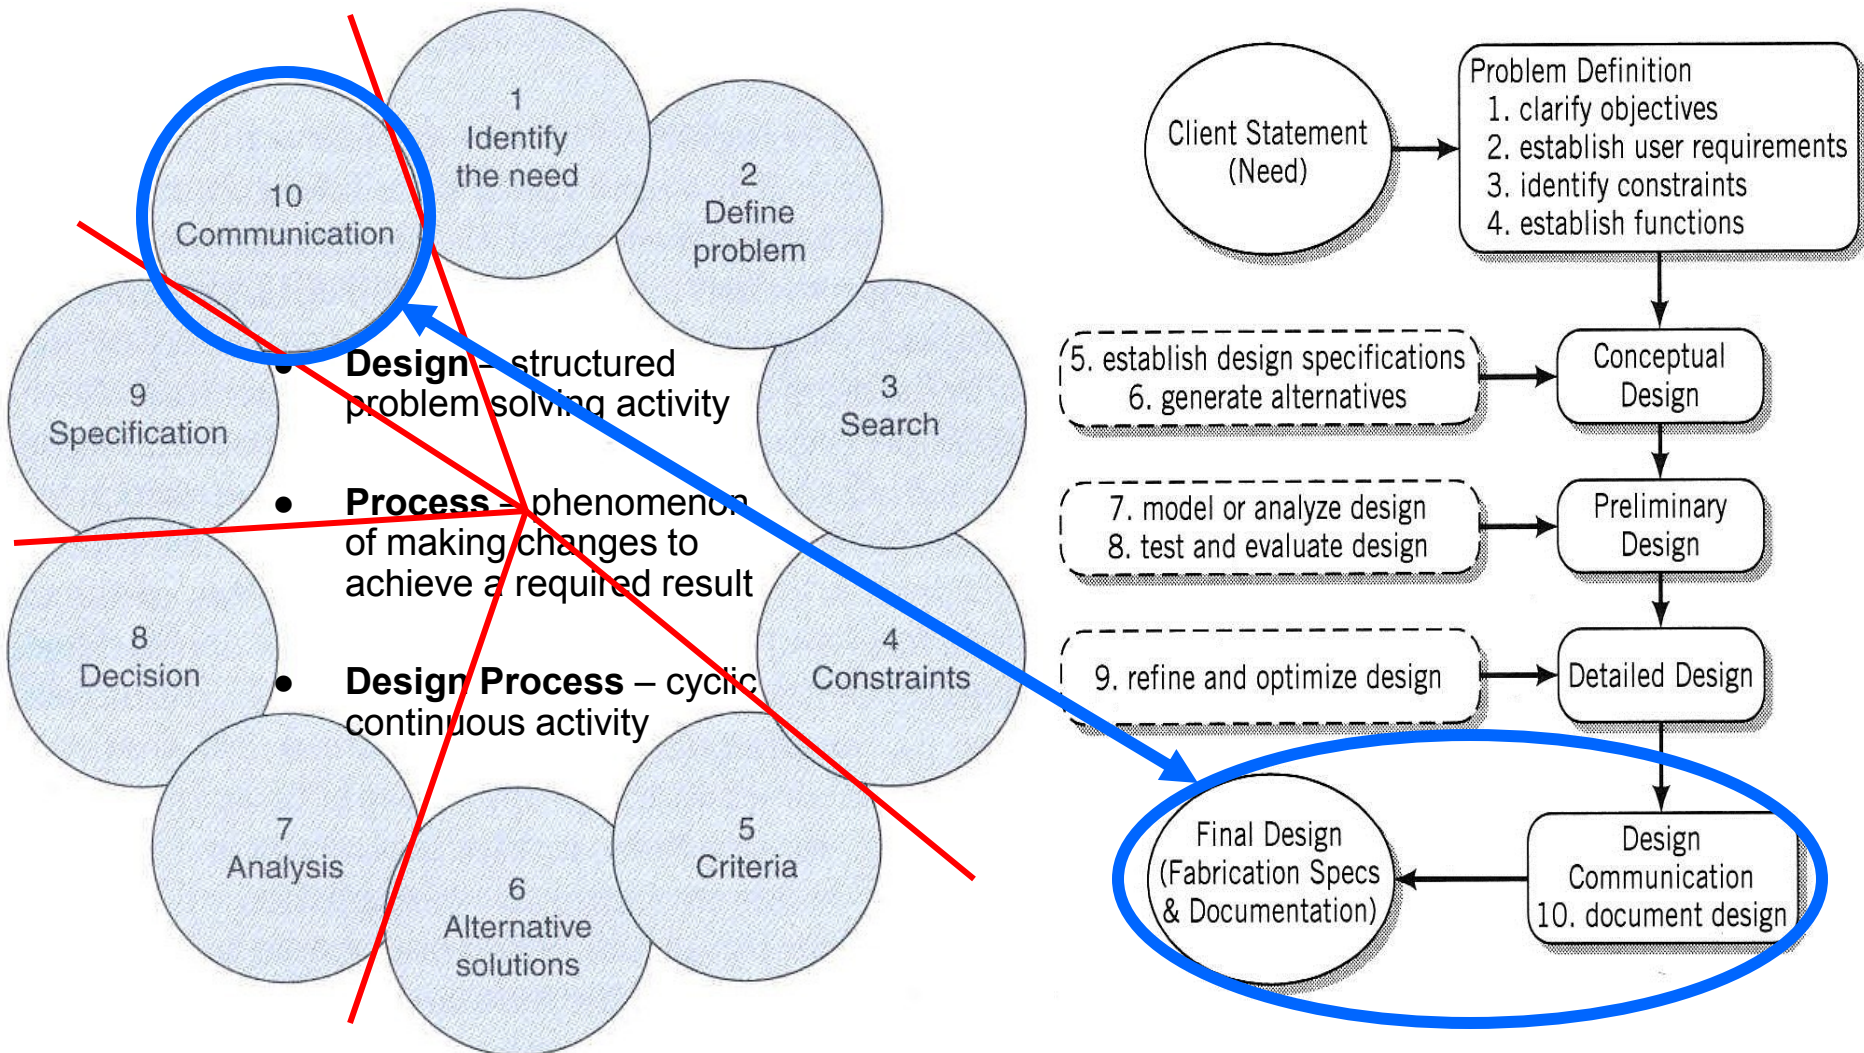 1
Identify
the need
2
Define
problem
3
Search
4
Constraints
5
Criteria
6
Alternative
solutions
7
Analysis
8
Decision
9
Specification
10
Communication
● Design – structured
problem solving activity
● Process – phenomenon
of making changes to
achieve a required result
● Design Process – cyclic
continuous activity
Client Statement
(Need)
Problem Definition
1. clarify objectives
2. establish user requirements
3. identify constraints
4. establish functions
5. establish design specifications
6. generate alternatives
Conceptual
Design
7. model or analyze design
8. test and evaluate design
Preliminary
Design
9. refine and optimize design
Detailed Design
Design
Communication
10. document design
Final Design
(Fabrication Specs
& Documentation)